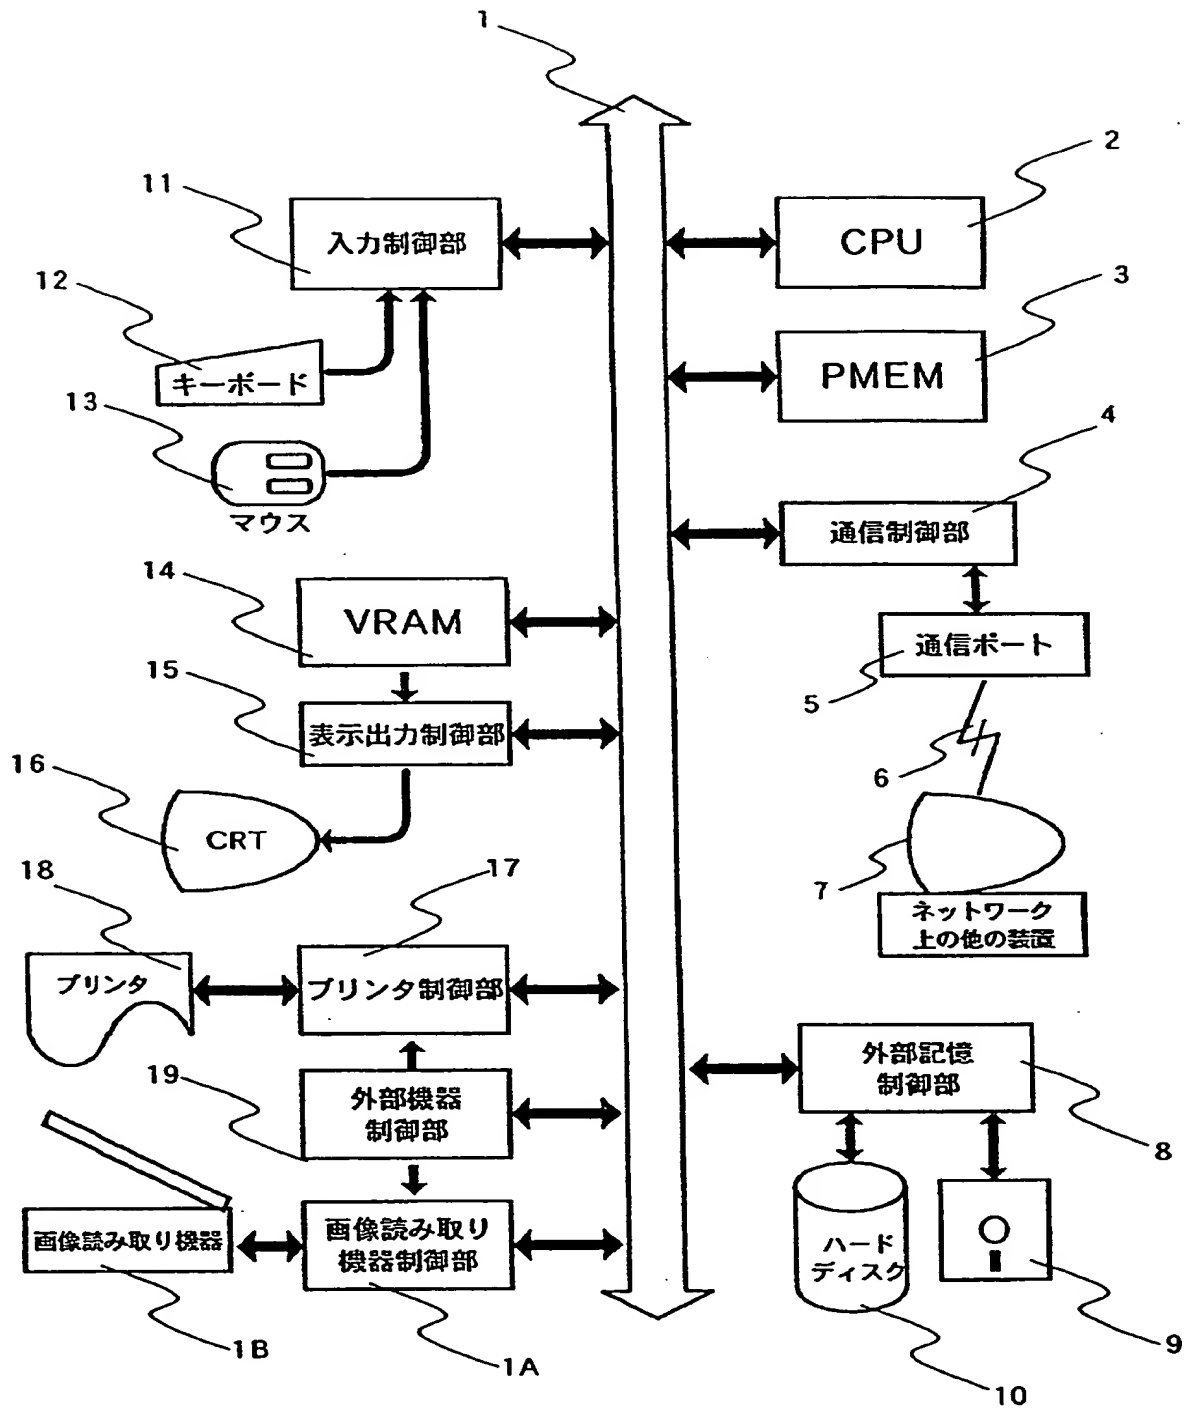 1
2
11
入力制御部
CPU
12
3
キーボード
PMEM
13
4
マウス
通信制御部
14
VRAM
通信ポート
15
5
表示出力制御部
16
6
CRT
17
7
18
ネットワーク
上の他の装置
プリンタ
プリンタ制御部
外部記憶
制御部
19
外部機器
制御部
8
画像読み取り機器
画像読み取り
機器制御部
ハード
ディスク
1B
1A
9
10